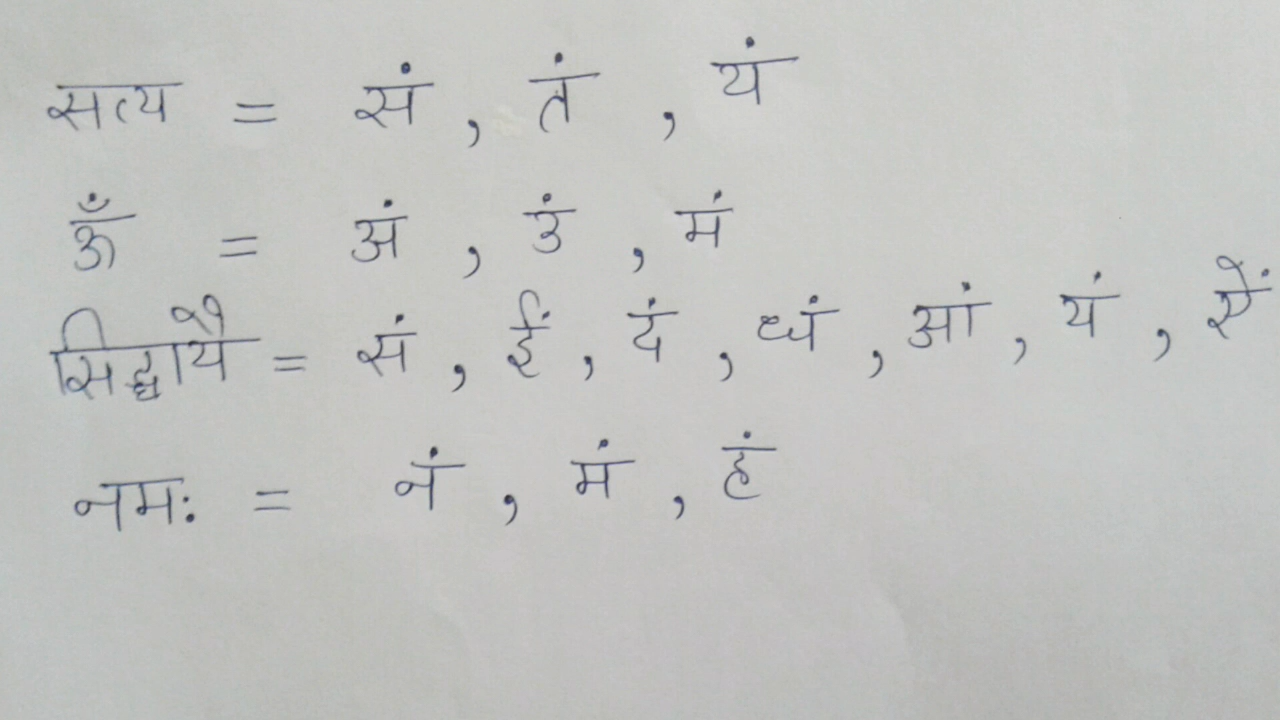 सत्य = सं , तं , यं
ॐ = अं , उं , मं
सिद्धायै = सं , ईं , दं , धं , आं , यं , ऐं
नमः = नं , मं , हं